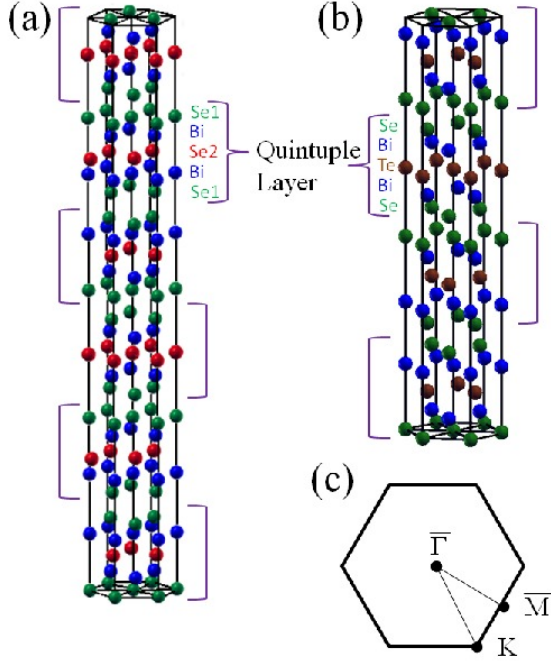 (a)
(b)
Se1
Bi
Se2
Bi
Se1
Quintuple
Layer
Se
Bi
Te
Bi
Se
(c)
Γ̅
M̅
K